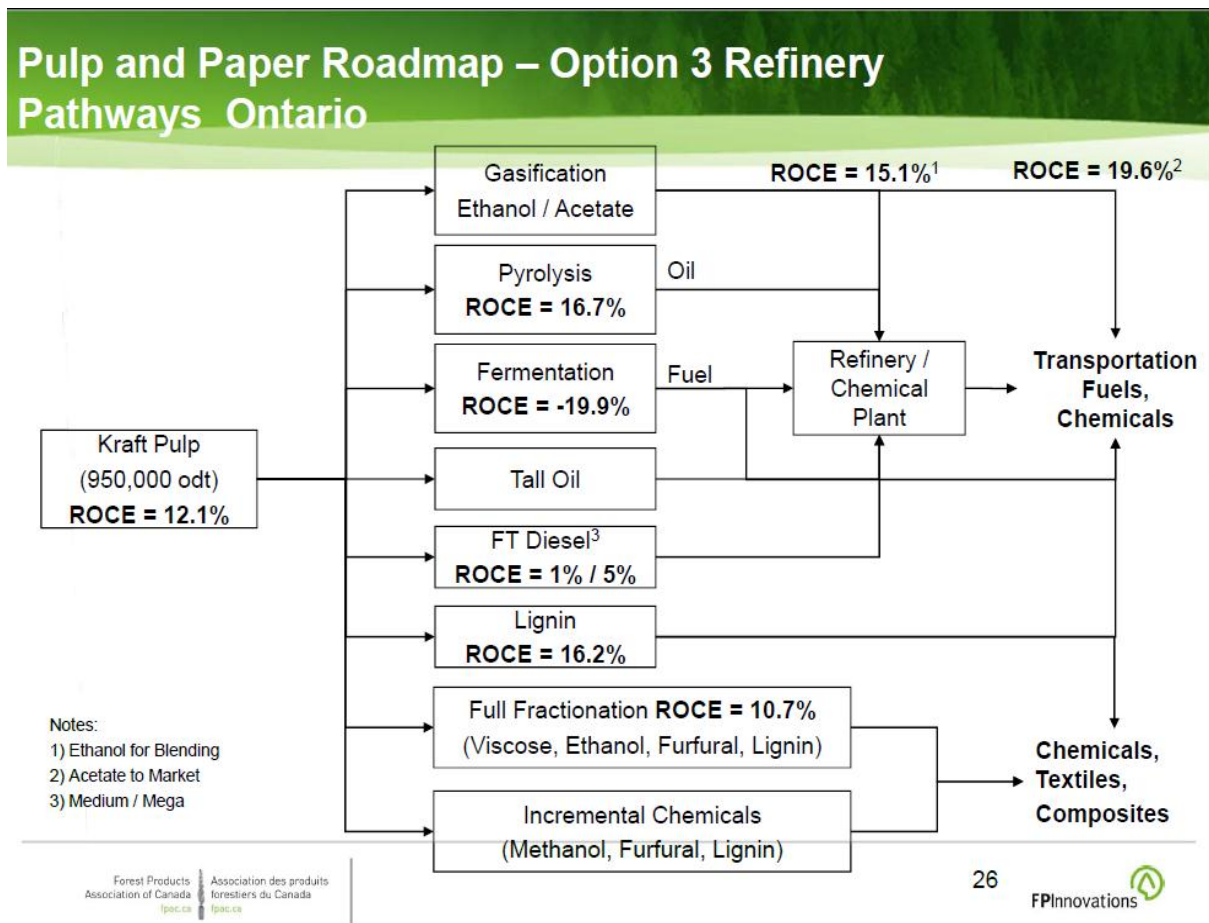 Pulp and Paper Roadmap – Option 3 Refinery
Pathways Ontario
Gasification
Ethanol / Acetate
ROCE = 15.1%¹
ROCE = 19.6%²
Pyrolysis
ROCE = 16.7%
Oil
Fermentation
ROCE = -19.9%
Fuel
Refinery /
Chemical
Plant
Transportation
Fuels,
Chemicals
Kraft Pulp
(950,000 odt)
ROCE = 12.1%
Tall Oil
FT Diesel³
ROCE = 1% / 5%
Lignin
ROCE = 16.2%
Full Fractionation ROCE = 10.7%
(Viscose, Ethanol, Furfural, Lignin)
Incremental Chemicals
(Methanol, Furfural, Lignin)
Chemicals,
Textiles,
Composites
Notes:
1) Ethanol for Blending
2) Acetate to Market
3) Medium / Mega
Forest Products
Association of Canada
fpac.ca
Association des produits
forestiers du Canada
fpac.ca
26
FPInnovations